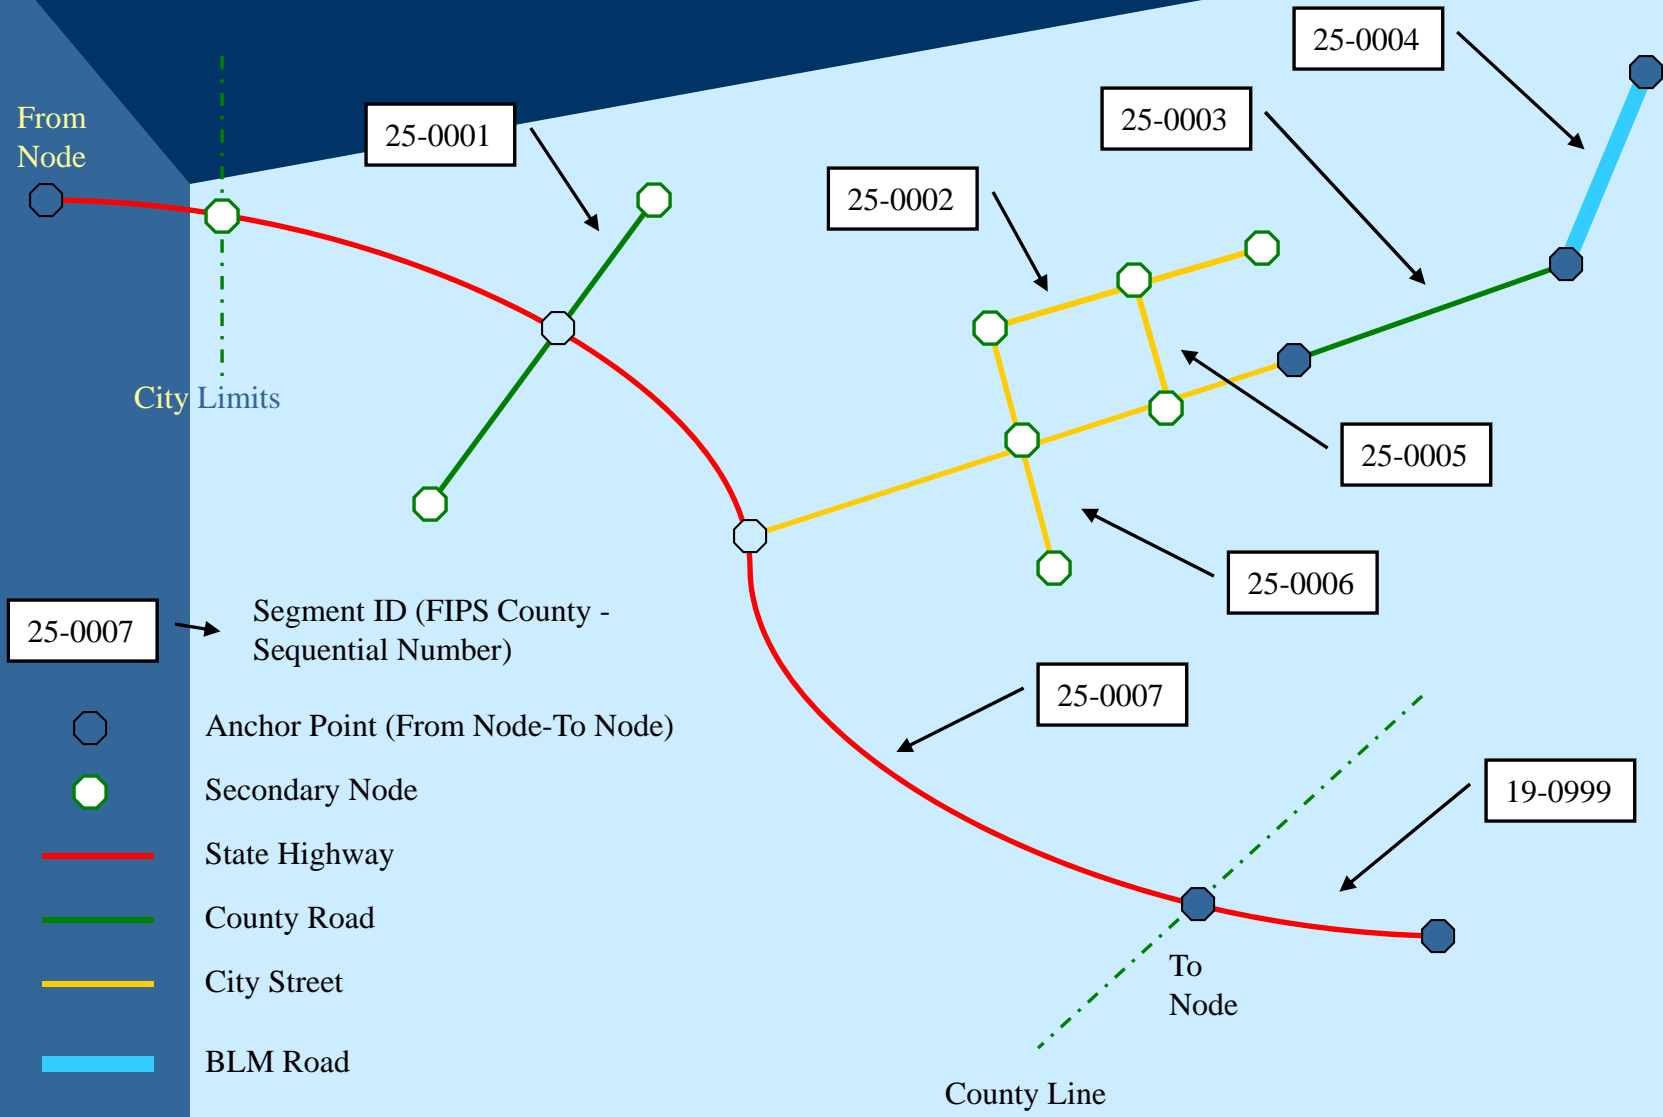 25-0004
25-0003
From
Node
25-0001
25-0002
City Limits
25-0005
25-0006
25-0007
Segment ID (FIPS County -
Sequential Number)
25-0007
Anchor Point (From Node-To Node)
Secondary Node
19-0999
State Highway
County Road
To
Node
City Street
BLM Road
County Line